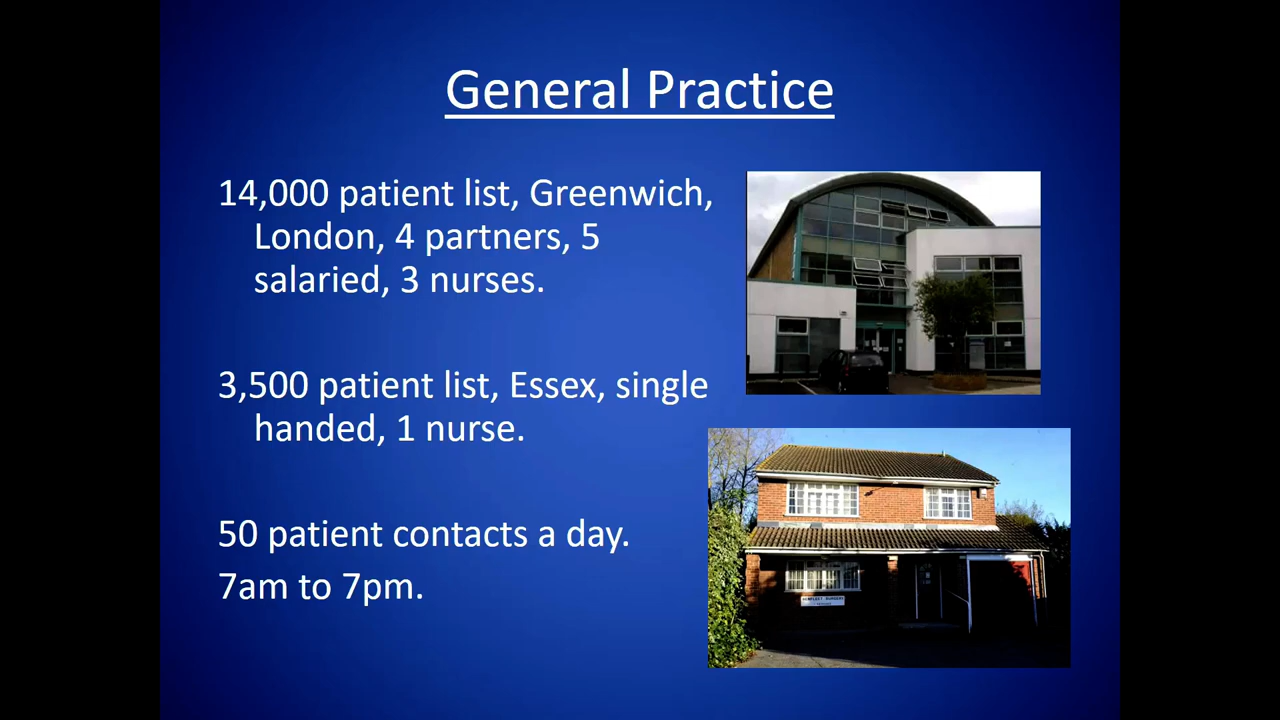 General Practice
14,000 patient list, Greenwich,
London, 4 partners, 5
salaried, 3 nurses.
3,500 patient list, Essex, single
handed, 1 nurse.
50 patient contacts a day.
7am to 7pm.